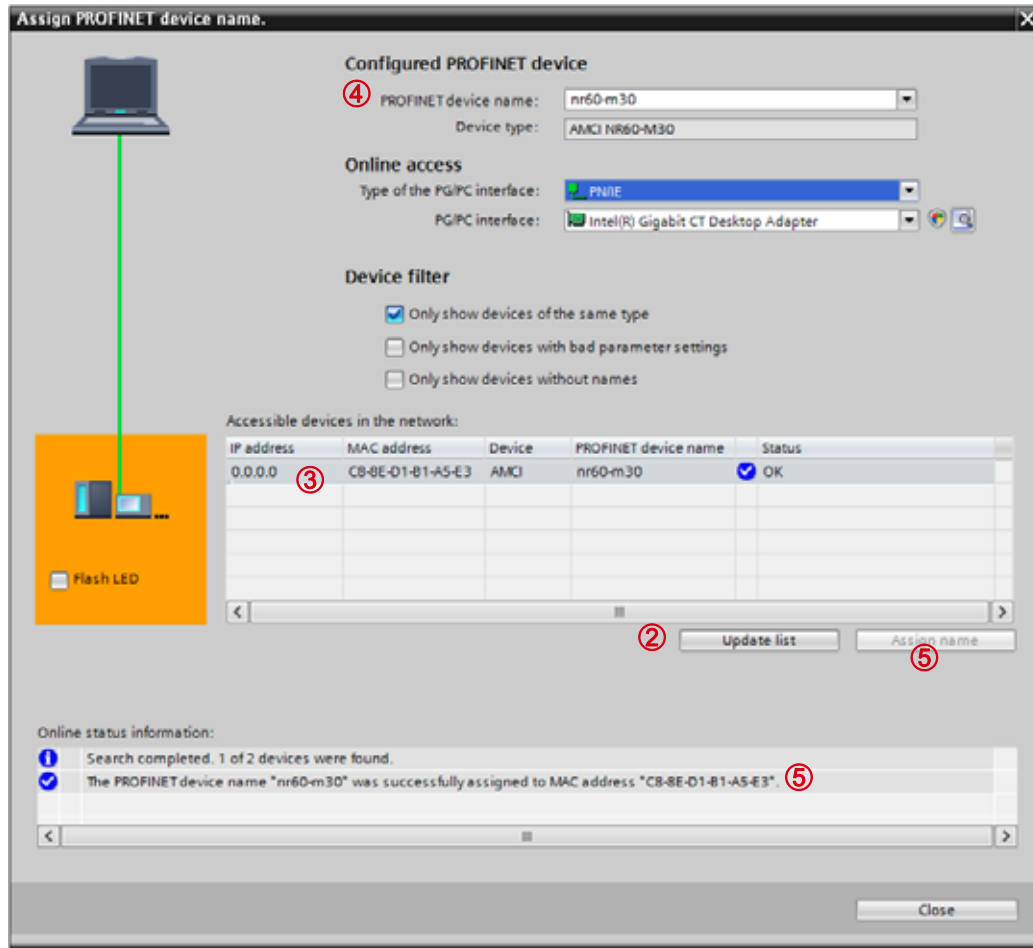 Assign PROFINET device name.
Configured PROFINET device
④ PROFINET device name: nr60-m30
Device type: AMCI NR60-M30
Online access
Type of the PG/PC interface: PN/IE
PG/PC interface: Intel(R) Gigabit CT Desktop Adapter
Device filter
Only show devices of the same type
Only show devices with bad parameter settings
Only show devices without names
Accessible devices in the network:
IP address MAC address Device PROFINET device name Status
0.0.0.0 ③ C8-8E-D1-B1-A5-E3 AMCI nr60-m30 OK
Flash LED
② Update list Assign name ⑤
Online status information:
Search completed. 1 of 2 devices were found.
The PROFINET device name "nr60-m30" was successfully assigned to MAC address "C8-8E-D1-B1-A5-E3". ⑤
Close